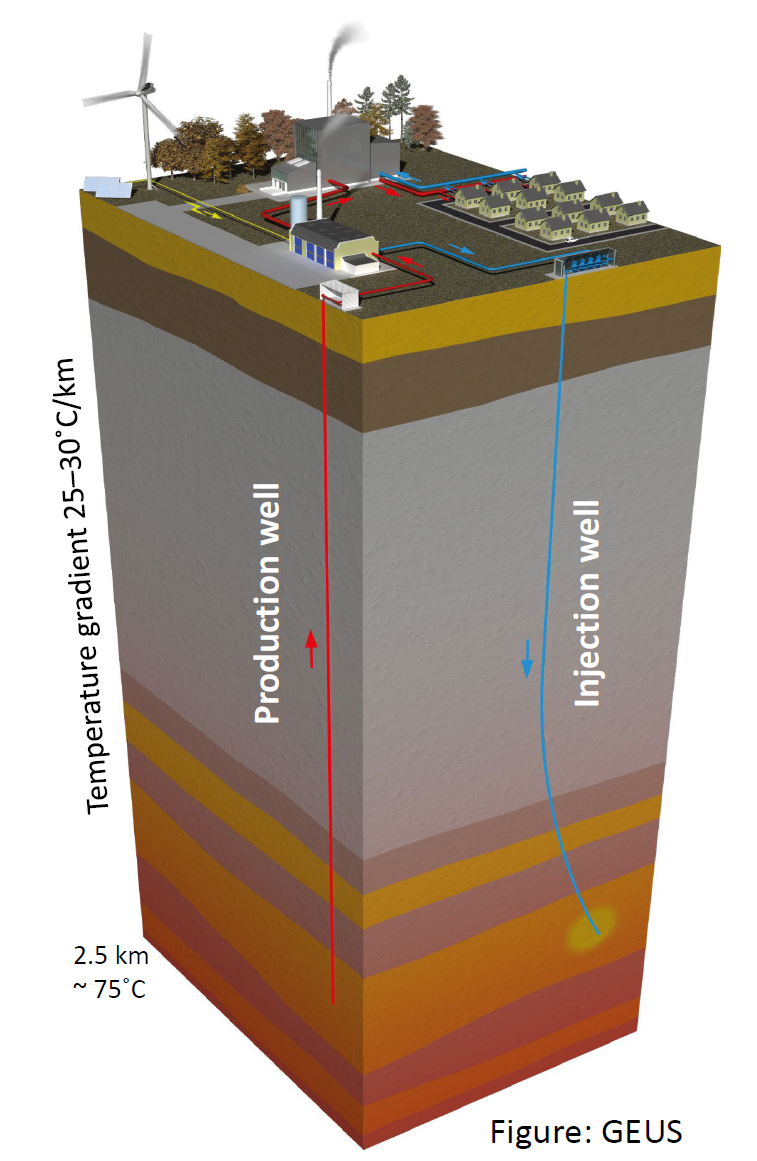 Temperature gradient 25–30˚C/km
Production well
Injection well
2.5 km
~ 75˚C
Figure: GEUS